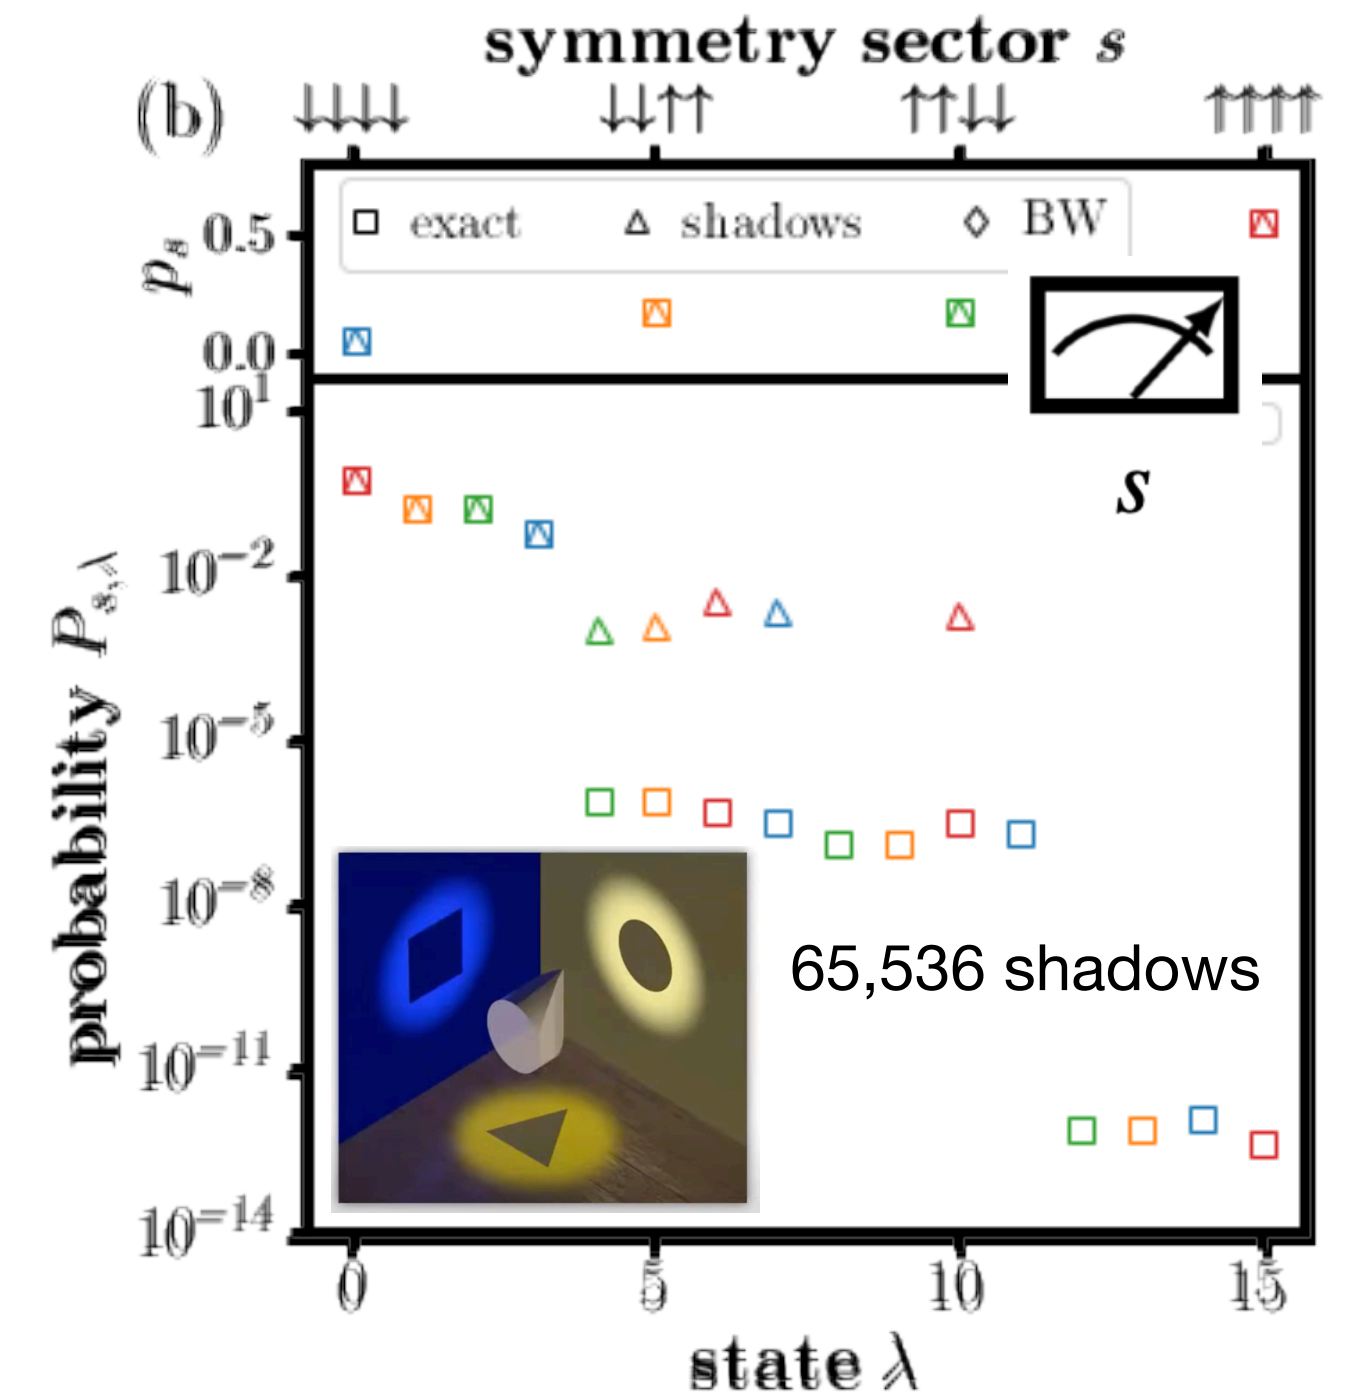 symmetry sector s
(b)
↓↓↓↓ ↓↓↑↑ ↑↑↓↓ ↑↑↑↑
exact shadows BW
p_s
0.5
0.0
10^1
10^{-2}
10^{-5}
10^{-8}
10^{-11}
10^{-14}
probability P_{s,λ}
s
65,536 shadows
0 5 10 15
state λ